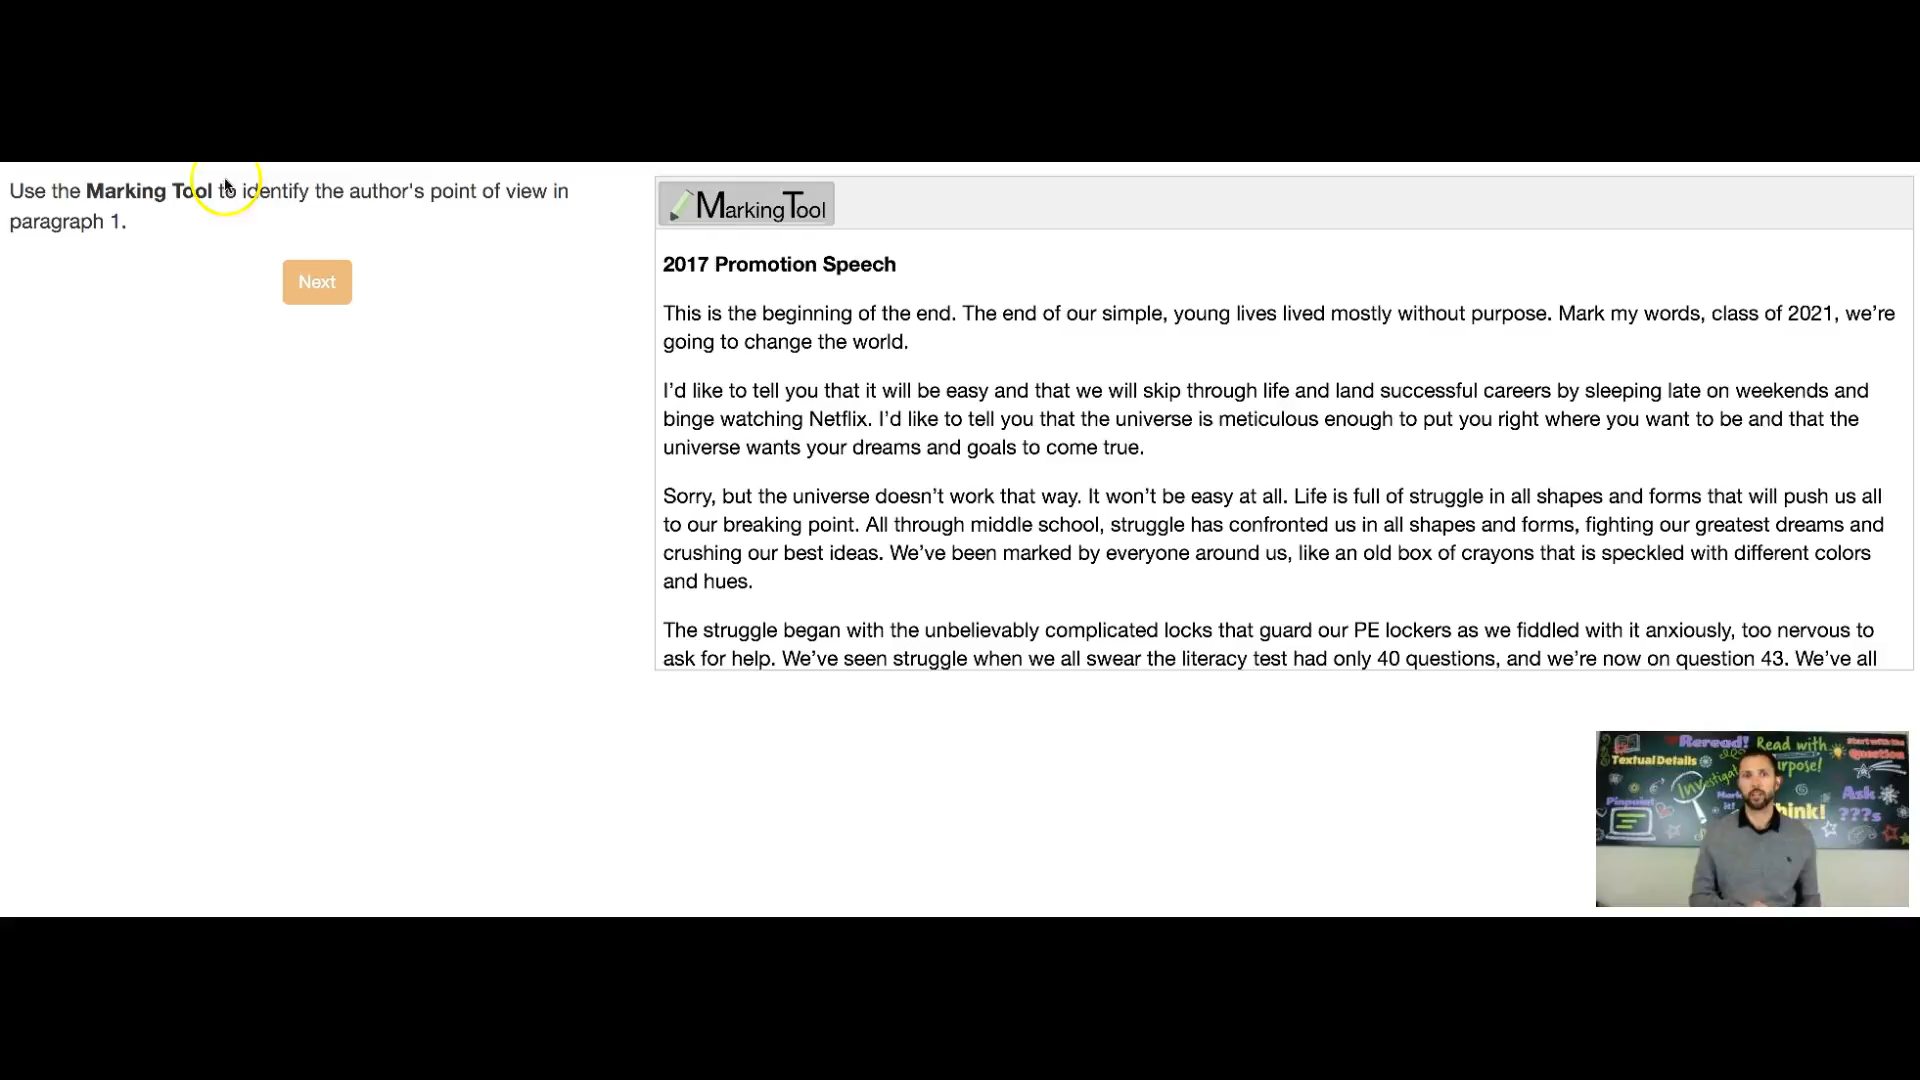 Use the Marking Tool to identify the author's point of view in
paragraph 1.
Next
MarkingTool
2017 Promotion Speech
This is the beginning of the end. The end of our simple, young lives lived mostly without purpose. Mark my words, class of 2021, we’re
going to change the world.
I’d like to tell you that it will be easy and that we will skip through life and land successful careers by sleeping late on weekends and
binge watching Netflix. I’d like to tell you that the universe is meticulous enough to put you right where you want to be and that the
universe wants your dreams and goals to come true.
Sorry, but the universe doesn’t work that way. It won’t be easy at all. Life is full of struggle in all shapes and forms that will push us all
to our breaking point. All through middle school, struggle has confronted us in all shapes and forms, fighting our greatest dreams and
crushing our best ideas. We’ve been marked by everyone around us, like an old box of crayons that is speckled with different colors
and hues.
The struggle began with the unbelievably complicated locks that guard our PE lockers as we fiddled with it anxiously, too nervous to
ask for help. We’ve seen struggle when we all swear the literacy test had only 40 questions, and we’re now on question 43. We’ve all
Reread!
Read with
Start with the
Question
Textual Details
Pinpoint
Ask
???s